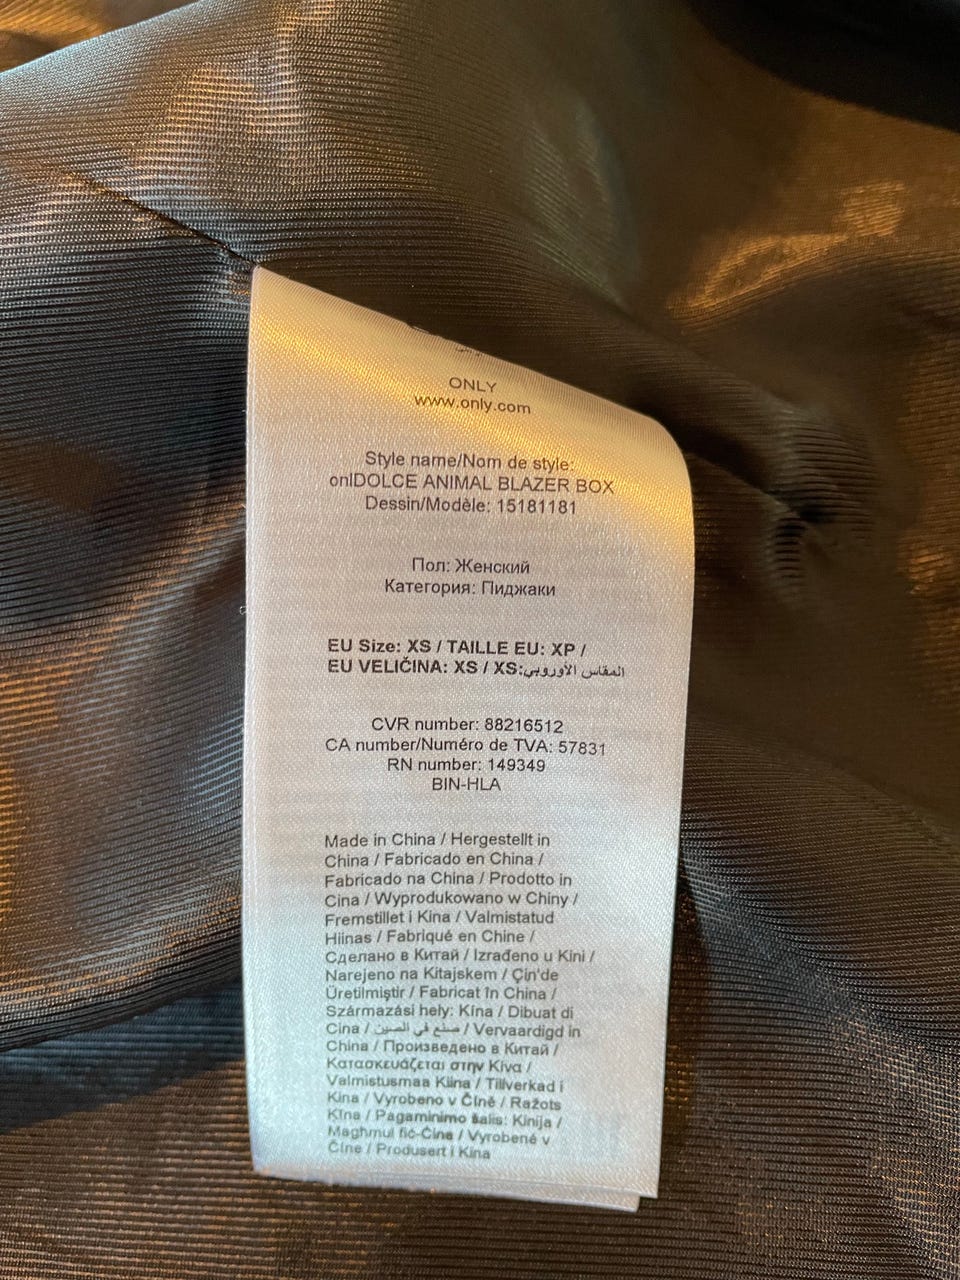 ONLY
www.only.com
Style name/Nom de style:
onlDOLCE ANIMAL BLAZER BOX
Dessin/Modèle: 15181181
Пол: Женский
Категория: Пиджаки
EU Size: XS / TAILLE EU: XP /
EU VELIČINA: XS / XS:المقاس الأوروبي
CVR number: 88216512
CA number/Numéro de TVA: 57831
RN number: 149349
BIN-HLA
Made in China / Hergestellt in
China / Fabricado en China /
Fabricado na China / Prodotto in
Cina / Wyprodukowano w Chiny /
Fremstillet i Kina / Valmistatud
Hiinas / Fabriqué en Chine /
Сделано в Китай / Izrađeno u Kini /
Narejeno na Kitajskem / Çin'de
Üretilmiştir / Fabricat în China /
Származási hely: Kína / Dibuat di
Cina / صنع في الصين / Vervaardigd in
China / Произведено в Китай /
Κατασκευάζεται στην Κίνα /
Valmistusmaa Kiina / Tillverkad i
Kina / Vyrobeno v Číně / Ražots
Ķīna / Pagaminimo šalis: Kinija /
Magħmul fiċ-Ċina / Vyrobené v
Číne / Produsert i Kina